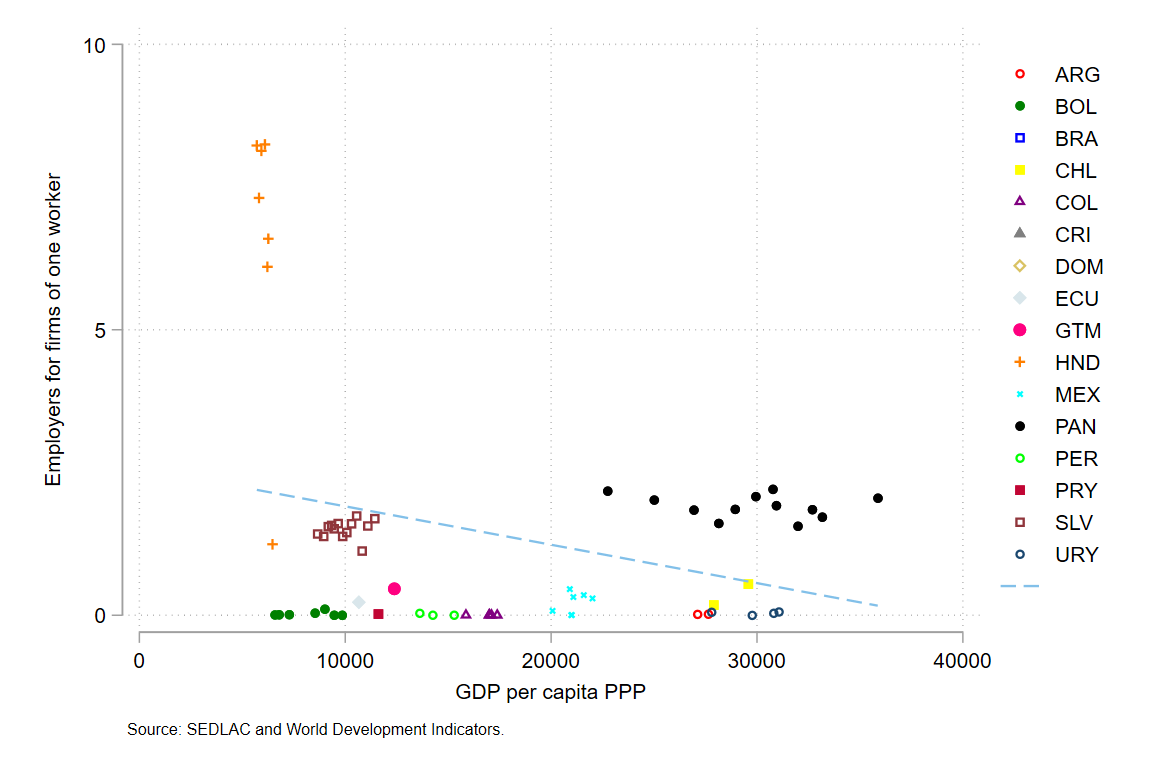 Employers for firms of one worker
10
5
0
0 10000 20000 30000 40000
GDP per capita PPP
ARG
BOL
BRA
CHL
COL
CRI
DOM
ECU
GTM
HND
MEX
PAN
PER
PRY
SLV
URY
Source: SEDLAC and World Development Indicators.